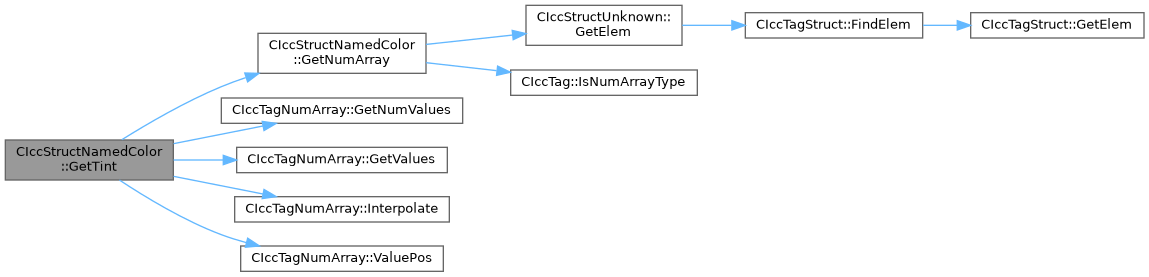 CIccStructNamedColor
::GetTint
CIccStructNamedColor
::GetNumArray
CIccStructUnknown::
GetElem
CIccTagStruct::FindElem
CIccTagStruct::GetElem
CIccTag::IsNumArrayType
CIccTagNumArray::GetNumValues
CIccTagNumArray::GetValues
CIccTagNumArray::Interpolate
CIccTagNumArray::ValuePos